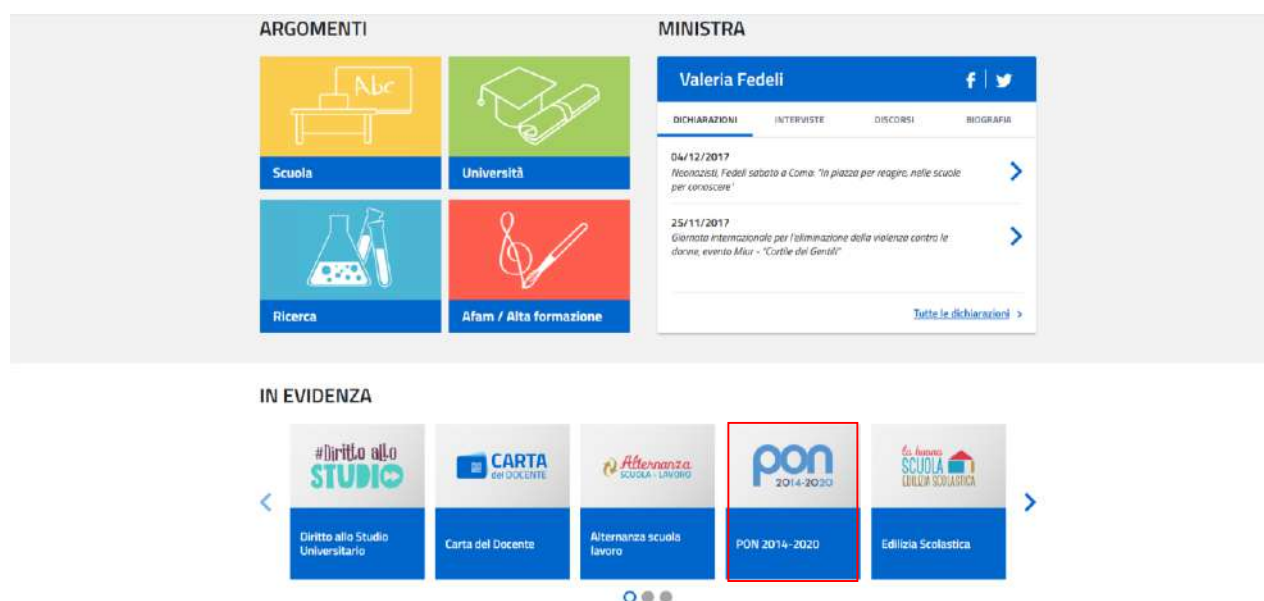 ARGOMENTI
Abc
Scuola
Università
Ricerca
Afam / Alta formazione
MINISTRA
Valeria Fedeli
DICHIARAZIONI INTERVISTE DISCORSI BIOGRAFIA
04/12/2017
Neonazisti, Fedeli sabato a Como: "In piazza per reagire, nelle scuole
per conoscere"
25/11/2017
Giornata internazionale per l'eliminazione della violenza contro le
donne, evento Miur - "Cortile dei Gentili"
Tutte le dichiarazioni >
IN EVIDENZA
#Diritto allo
STUDIO
Diritto allo Studio
Universitario
CARTA
del DOCENTE
Carta del Docente
Alternanza
SCUOLA - LAVORO
Alternanza scuola
lavoro
pon
2014-2020
PON 2014-2020
la buona
SCUOLA
EDILIZIA SCOLASTICA
Edilizia Scolastica